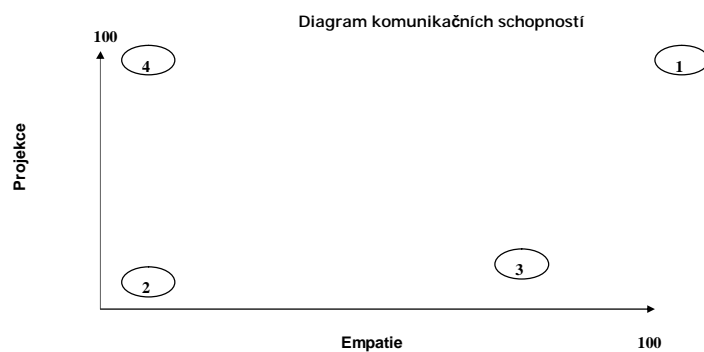 Diagram komunikačních schopností
100
4
1
Projekce
3
2
Empatie
100